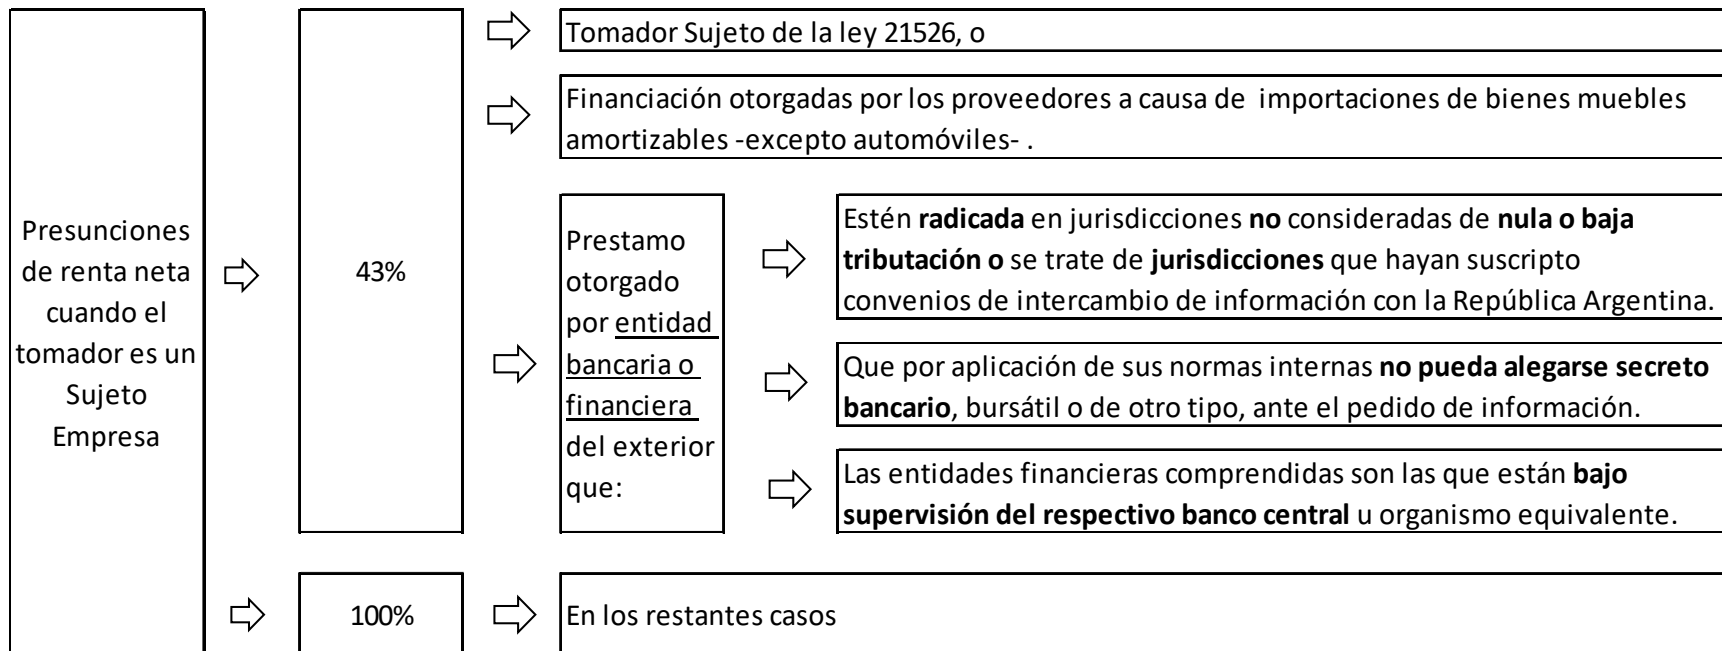 Presunciones
de renta neta
cuando el
tomador es un
Sujeto
Empresa
43%
Tomador Sujeto de la ley 21526, o
Financiación otorgadas por los proveedores a causa de importaciones de bienes muebles
amortizables -excepto automóviles- .
Prestamo
otorgado
por entidad
bancaria o
financiera
del exterior
que:
Estén radicada en jurisdicciones no consideradas de nula o baja
tributación o se trate de jurisdicciones que hayan suscripto
convenios de intercambio de información con la República Argentina.
Que por aplicación de sus normas internas no pueda alegarse secreto
bancario, bursátil o de otro tipo, ante el pedido de información.
Las entidades financieras comprendidas son las que están bajo
supervisión del respectivo banco central u organismo equivalente.
100%
En los restantes casos